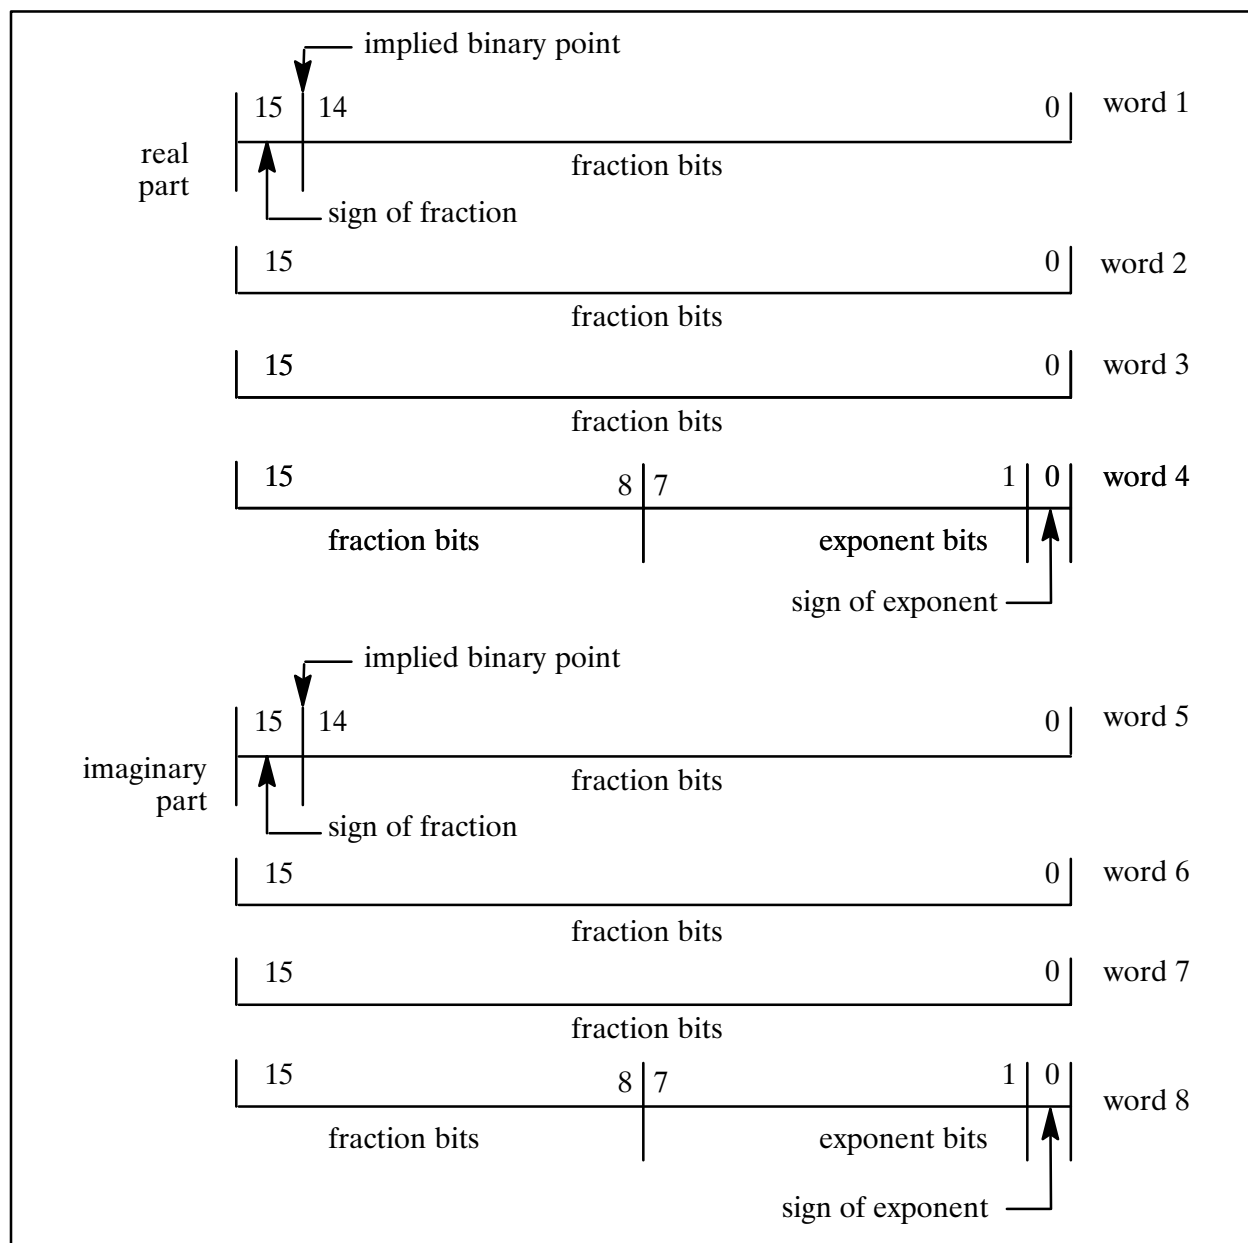 implied binary point
15 14 0 word 1
real
part
fraction bits
sign of fraction
15 0 word 2
fraction bits
15 0 word 3
fraction bits
15 8 7 1 0 word 4
fraction bits exponent bits
sign of exponent
implied binary point
15 14 0 word 5
imaginary
part
fraction bits
sign of fraction
15 0 word 6
fraction bits
15 0 word 7
fraction bits
15 8 7 1 0 word 8
fraction bits exponent bits
sign of exponent